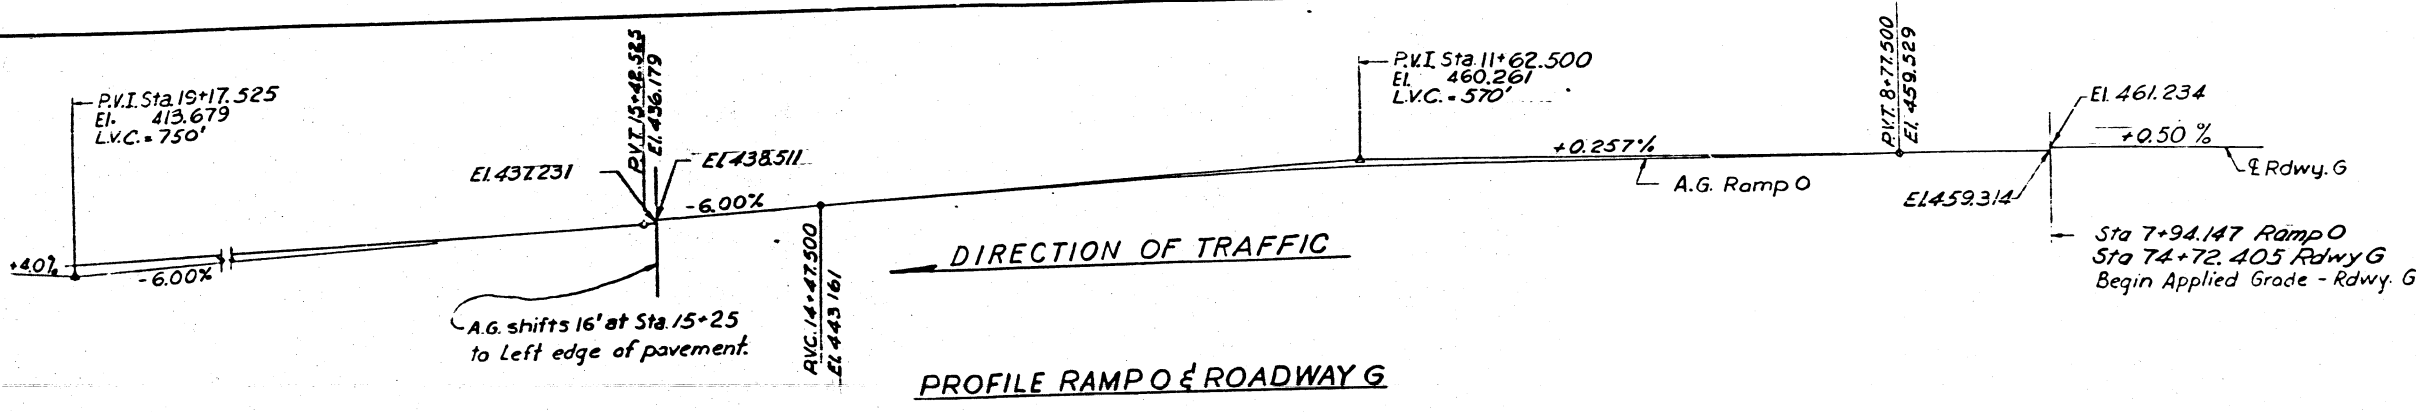 P.V.I. Sta 19+17.525
El. 413.679
L.V.C. = 750'
+4.0%
-6.00%
El. 437.231
P.V.T. 15+42.525
El. 436.179
El 438.511
-6.00%
A.G. shifts 16' at Sta. 15+25
to Left edge of pavement.
P.V.C. 14+47.500
El. 443 161
DIRECTION OF TRAFFIC
P.V.I. Sta. 11+62.500
El. 460.261
L.V.C. = 570'
+0.257%
A.G. Ramp O
P.V.T. 8+77.500
El. 459.529
El. 461.234
+0.50 %
℄ Rdwy. G
El.459.314
Sta 7+94.147 Ramp O
Sta 74+72.405 Rdwy G
Begin Applied Grade - Rdwy. G
PROFILE RAMP O & ROADWAY G